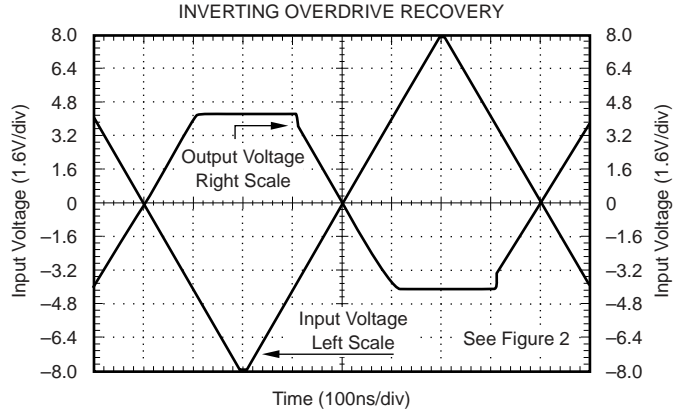 INVERTING OVERDRIVE RECOVERY
8.0 8.0
6.4 6.4
4.8 4.8
3.2 3.2
1.6 1.6
0 0
–1.6 –1.6
–3.2 –3.2
–4.8 –4.8
–6.4 –6.4
–8.0 –8.0
Input Voltage (1.6V/div)
Output Voltage
Right Scale
Input Voltage
Left Scale
See Figure 2
Input Voltage (1.6V/div)
Time (100ns/div)